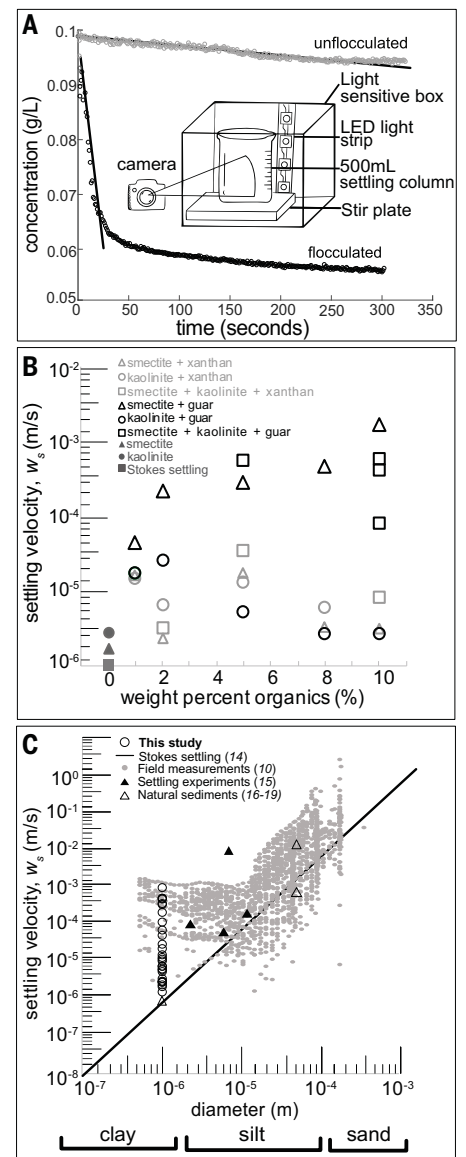 A
0.1
0.09
0.08
0.07
0.06
0.05
concentration (g/L)
unflocculated
Light
sensitive box
LED light
strip
500mL
settling column
Stir plate
camera
flocculated
0 50 100 150 200 250 300 350
time (seconds)
B
smectite + xanthan
kaolinite + xanthan
smectite + kaolinite + xanthan
smectite + guar
kaolinite + guar
smectite + kaolinite + guar
smectite
kaolinite
Stokes settling
10-2
10-3
10-4
10-5
10-6
settling velocity, ws (m/s)
0 2 4 6 8 10
weight percent organics (%)
C
This study
Stokes settling (14)
Field measurements (10)
Settling experiments (15)
Natural sediments (16-19)
100
10-1
10-2
10-3
10-4
10-5
10-6
10-7
10-8
settling velocity, ws (m/s)
10-7 10-6 10-5 10-4 10-3
diameter (m)
clay silt sand